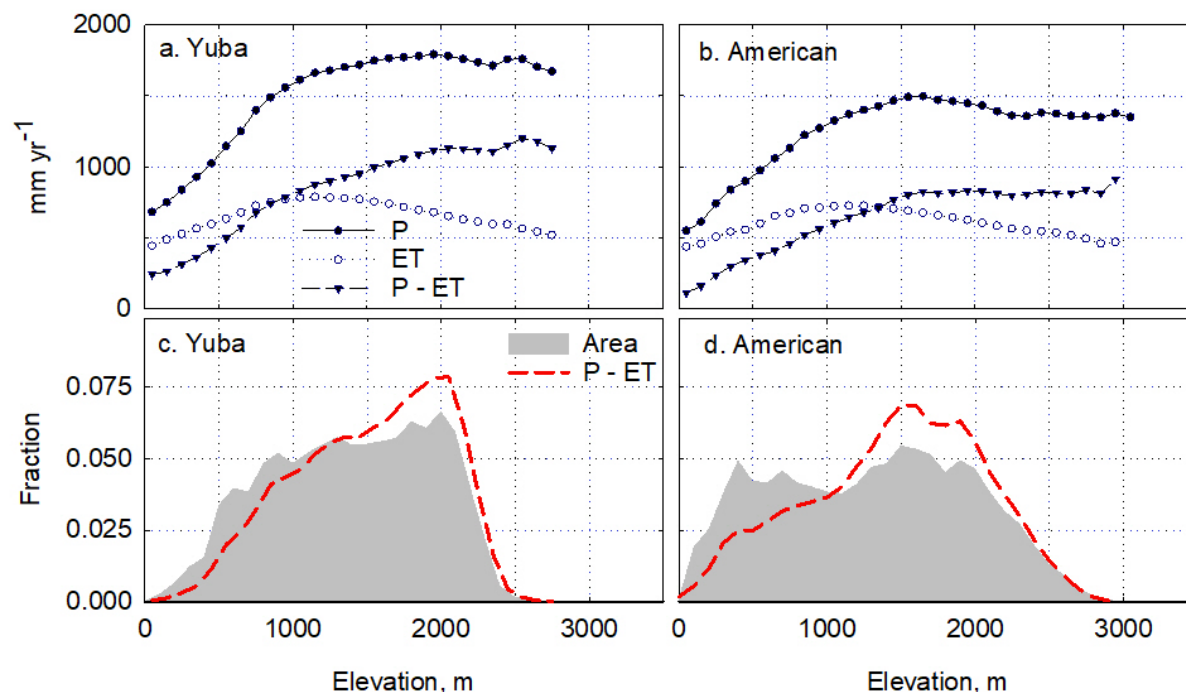 2000
a. Yuba
b. American
1000
mm yr-1
P
ET
P - ET
0
c. Yuba
Area
P - ET
d. American
0.075
0.050
0.025
0.000
Fraction
0 1000 2000 3000
0 1000 2000 3000
Elevation, m
Elevation, m